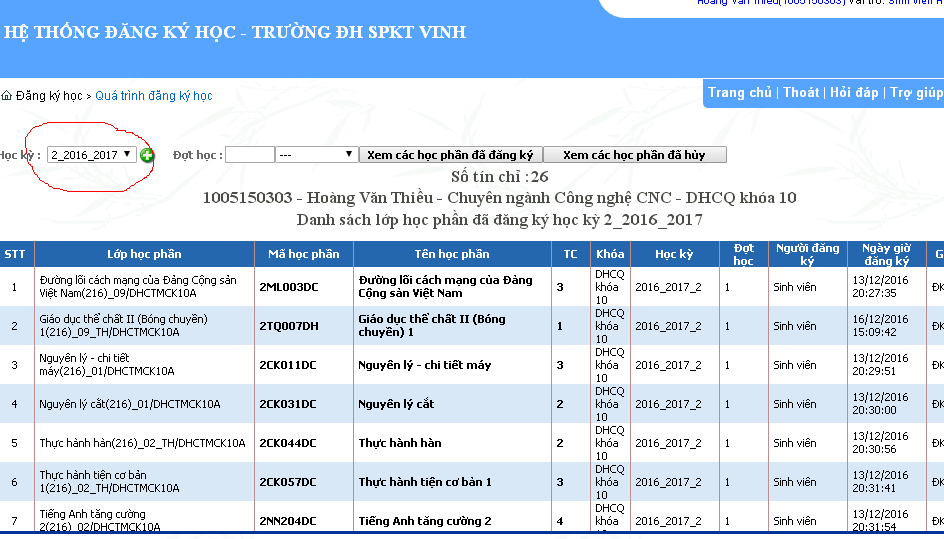 Hoàng Văn Thiều(1005150303) Vai trò: Sinh viên
HỆ THỐNG ĐĂNG KÝ HỌC - TRƯỜNG ĐH SPKT VINH
Trang chủ | Thoát | Hỏi đáp | Trợ giúp
Đăng ký học > Quá trình đăng ký học
Học kỳ : 2_2016_2017 Đợt học : --- Xem các học phần đã đăng ký Xem các học phần đã hủy
Số tín chỉ :26
1005150303 - Hoàng Văn Thiều - Chuyên ngành Công nghệ CNC - DHCQ khóa 10
Danh sách lớp học phần đã đăng ký học kỳ 2_2016_2017
STT Lớp học phần Mã học phần Tên học phần TC Khóa Học kỳ Đợt học Người đăng ký Ngày giờ đăng ký
1 Đường lối cách mạng của Đảng Cộng sản Việt Nam(216)_09/DHCTMCK10A 2ML003DC Đường lối cách mạng của Đảng Cộng sản Việt Nam 3 DHCQ khóa 10 2016_2017_2 1 Sinh viên 13/12/2016 20:27:35 ĐK
2 Giáo dục thể chất II (Bóng chuyền) 1(216)_09_TH/DHCTMCK10A 2TQ007DH Giáo dục thể chất II (Bóng chuyền) 1 1 DHCQ khóa 10 2016_2017_2 1 Sinh viên 16/12/2016 15:09:42 ĐK
3 Nguyên lý - chi tiết máy(216)_01/DHCTMCK10A 2CK011DC Nguyên lý - chi tiết máy 3 DHCQ khóa 10 2016_2017_2 1 Sinh viên 13/12/2016 20:29:51 ĐK
4 Nguyên lý cắt(216)_01/DHCTMCK10A 2CK031DC Nguyên lý cắt 2 DHCQ khóa 10 2016_2017_2 1 Sinh viên 13/12/2016 20:30:00 ĐK
5 Thực hành hàn(216)_02_TH/DHCTMCK10A 2CK044DC Thực hành hàn 2 DHCQ khóa 10 2016_2017_2 1 Sinh viên 13/12/2016 20:30:56 ĐK
6 Thực hành tiện cơ bản 1(216)_02_TH/DHCTMCK10A 2CK057DC Thực hành tiện cơ bản 1 3 DHCQ khóa 10 2016_2017_2 1 Sinh viên 13/12/2016 20:31:41 ĐK
7 Tiếng Anh tăng cường 2(216)_02/DHCTMCK10A 2NN204DC Tiếng Anh tăng cường 2 4 DHCQ khóa 2016_2017_2 1 Sinh viên 13/12/2016 20:31:54 ĐK